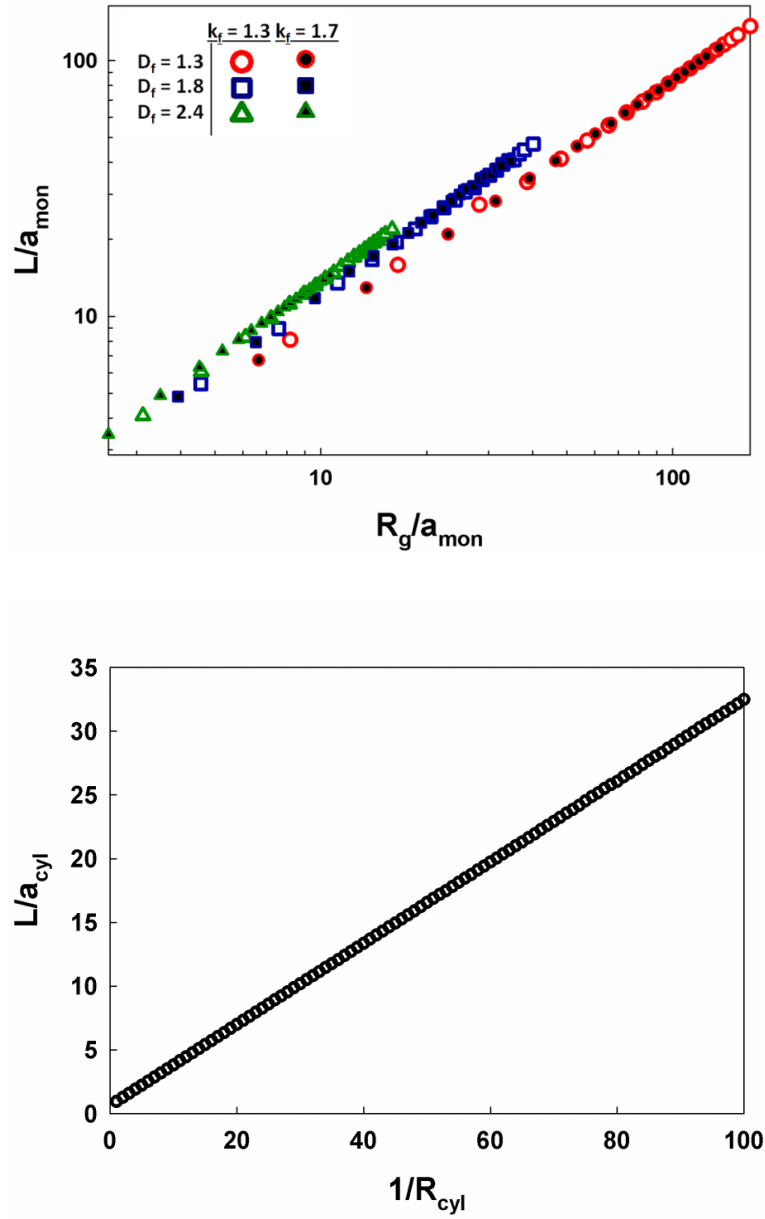 k_f = 1.3 k_f = 1.7
D_f = 1.3
D_f = 1.8
D_f = 2.4
100
10
L/a_mon
10 100
R_g/a_mon
35
30
25
20
15
10
5
0
L/a_cyl
0 20 40 60 80 100
1/R_cyl